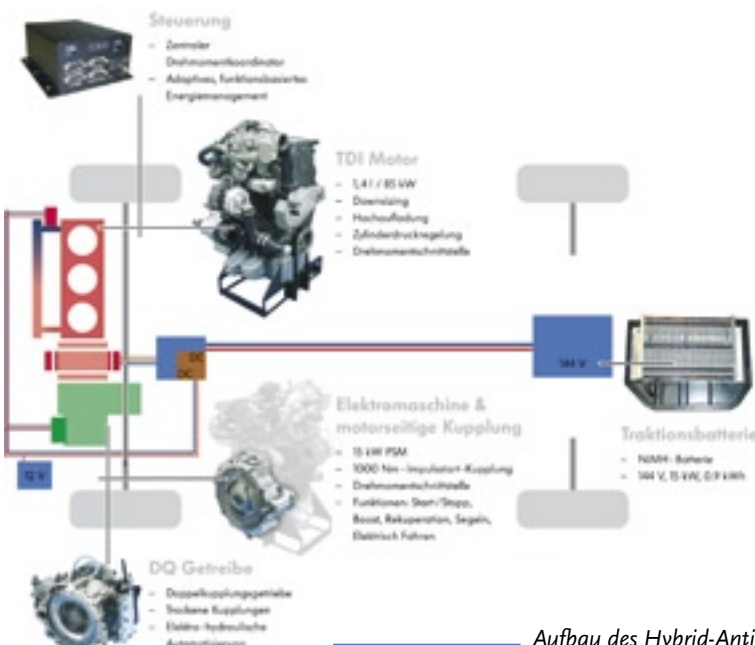 Steuerung
– Zentraler
Drehmomentkoordinator
– Adaptives, funktionsbasiertes
Energiemanagement
TDI Motor
– 1,4 l / 85 kW
– Downsizing
– Hochaufladung
– Zylinderdruckregelung
– Drehmomentschnittstelle
DC
DC
144 V
12 V
Elektromaschine &
motorseitige Kupplung
– 15 kW PSM
– 1000 Nm-Impulsstart-Kupplung
– Drehmomentschnittstelle
– Funktionen: Start/Stopp,
Boost, Rekuperation, Segeln,
Elektrisch Fahren
Traktionsbatterie
– NiMH-Batterie
– 144 V, 15 kW, 0.9 kWh
DQ Getriebe
– Doppelkupplungsgetriebe
– Trockene Kupplungen
– Elektro-hydraulische
Automatisierung
Aufbau des Hybrid-Anti